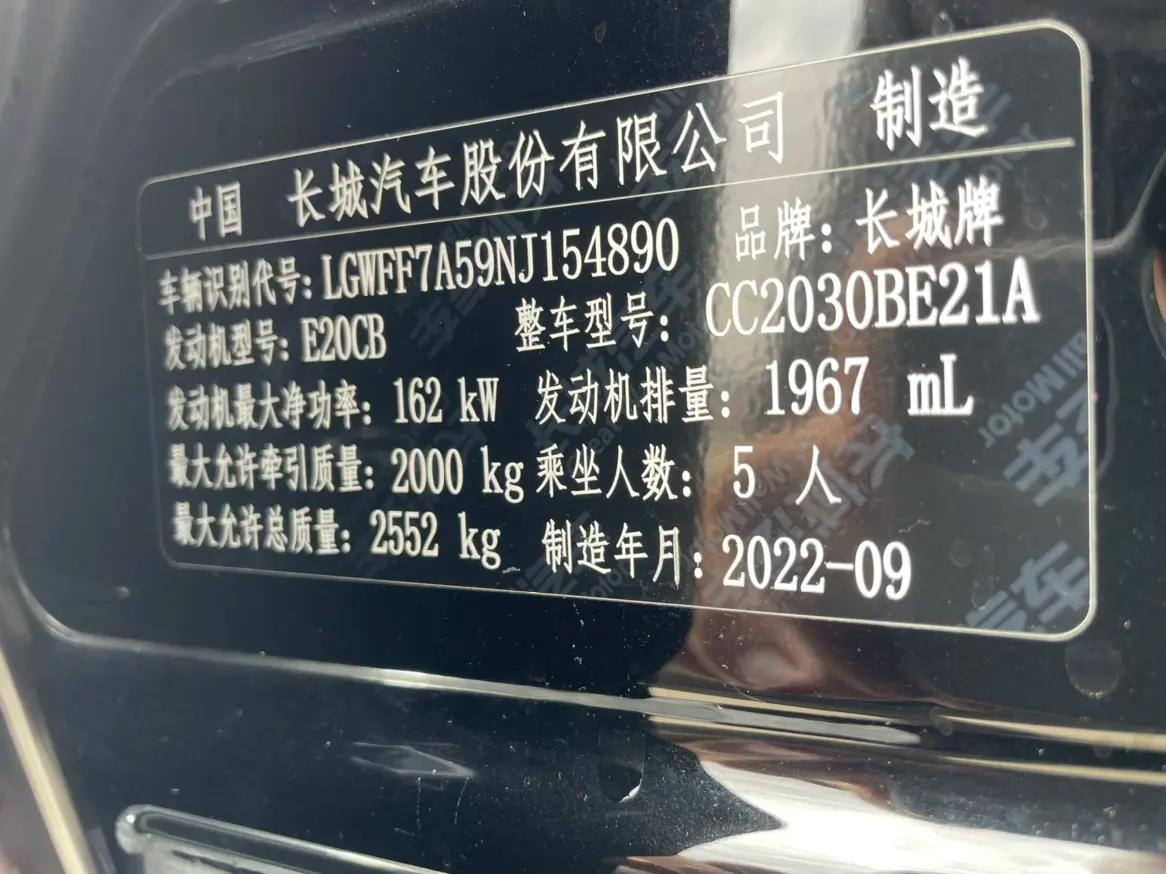 中国 长城汽车股份有限公司 制造
车辆识别代号：LGWFF7A59NJ154890 品牌：长城牌
发动机型号：E20CB 整车型号：CC2030BE21A
发动机最大净功率：162 kW 发动机排量：1967 mL
最大允许牵引质量：2000 kg 乘坐人数：5 人
最大允许总质量：2552 kg 制造年月：2022-09